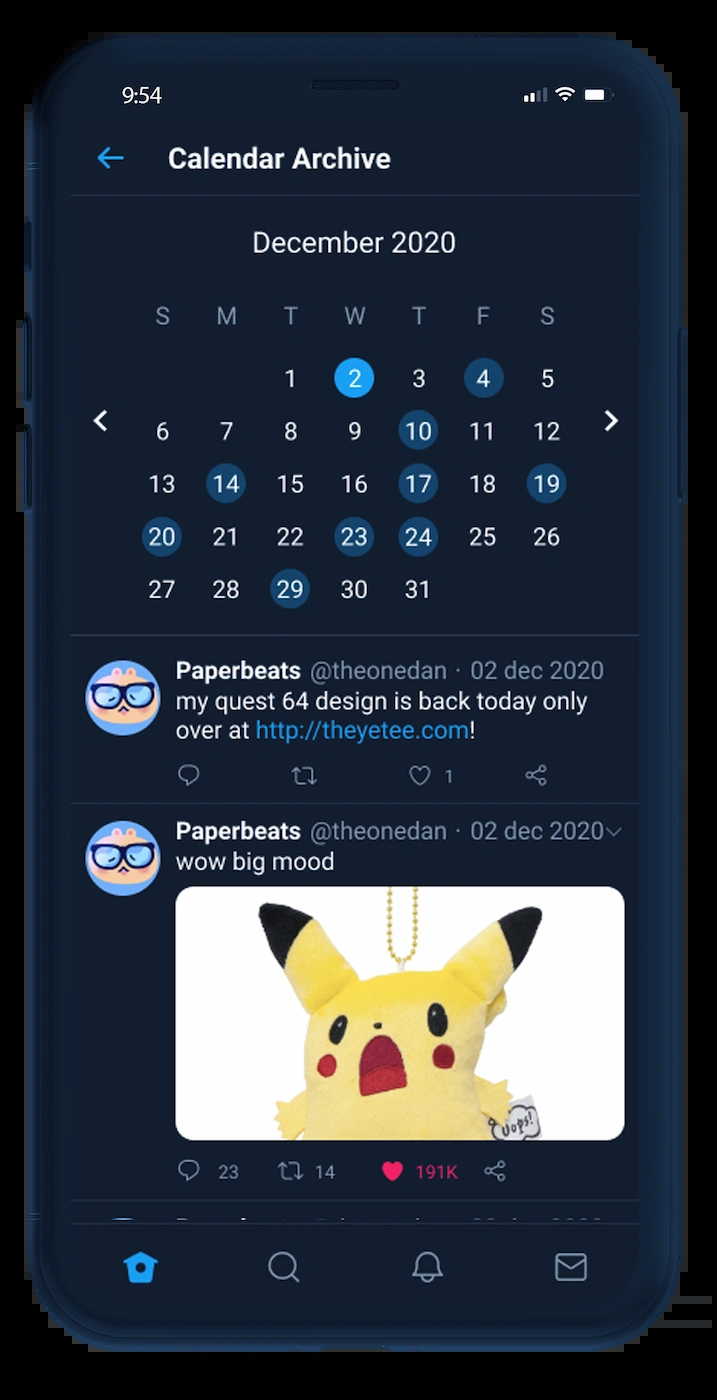 9:54
Calendar Archive
December 2020
S M T W T F S
1 2 3 4 5
6 7 8 9 10 11 12
13 14 15 16 17 18 19
20 21 22 23 24 25 26
27 28 29 30 31
Paperbeats @theonedan · 02 dec 2020
my quest 64 design is back today only
over at http://theyetee.com!
1
Paperbeats @theonedan · 02 dec 2020
wow big mood
Uops!
23 14 191K